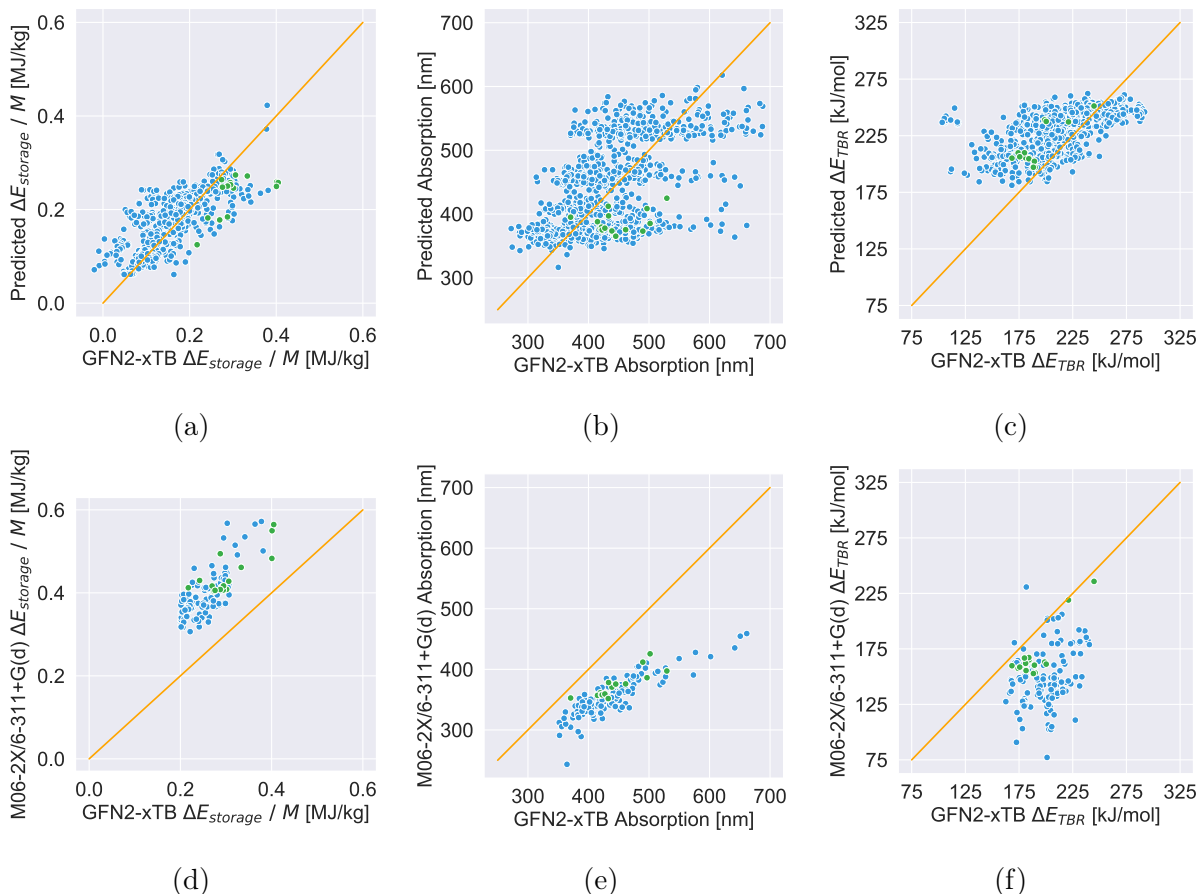 Predicted ΔE_storage / M [MJ/kg]
0.6
0.4
0.2
0.0
0.0 0.2 0.4 0.6
GFN2-xTB ΔE_storage / M [MJ/kg]
(a)
Predicted Absorption [nm]
700
600
500
400
300
300 400 500 600 700
GFN2-xTB Absorption [nm]
(b)
Predicted ΔE_TBR [kJ/mol]
325
275
225
175
125
75
75 125 175 225 275 325
GFN2-xTB ΔE_TBR [kJ/mol]
(c)
M06-2X/6-311+G(d) ΔE_storage / M [MJ/kg]
0.6
0.4
0.2
0.0
0.0 0.2 0.4 0.6
GFN2-xTB ΔE_storage / M [MJ/kg]
(d)
M06-2X/6-311+G(d) Absorption [nm]
700
600
500
400
300
300 400 500 600 700
GFN2-xTB Absorption [nm]
(e)
M06-2X/6-311+G(d) ΔE_TBR [kJ/mol]
325
275
225
175
125
75
75 125 175 225 275 325
GFN2-xTB ΔE_TBR [kJ/mol]
(f)